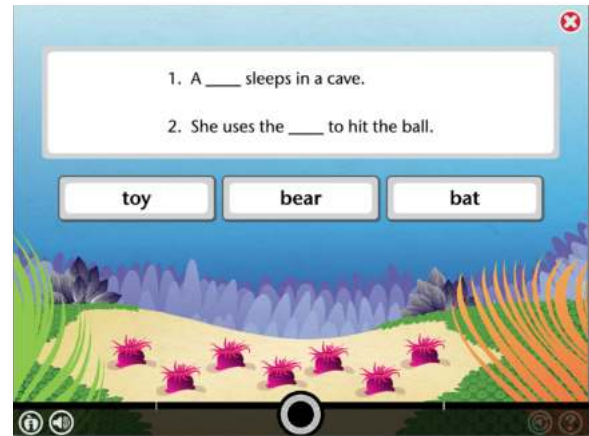 1. A ____ sleeps in a cave.
2. She uses the ____ to hit the ball.
toy bear bat